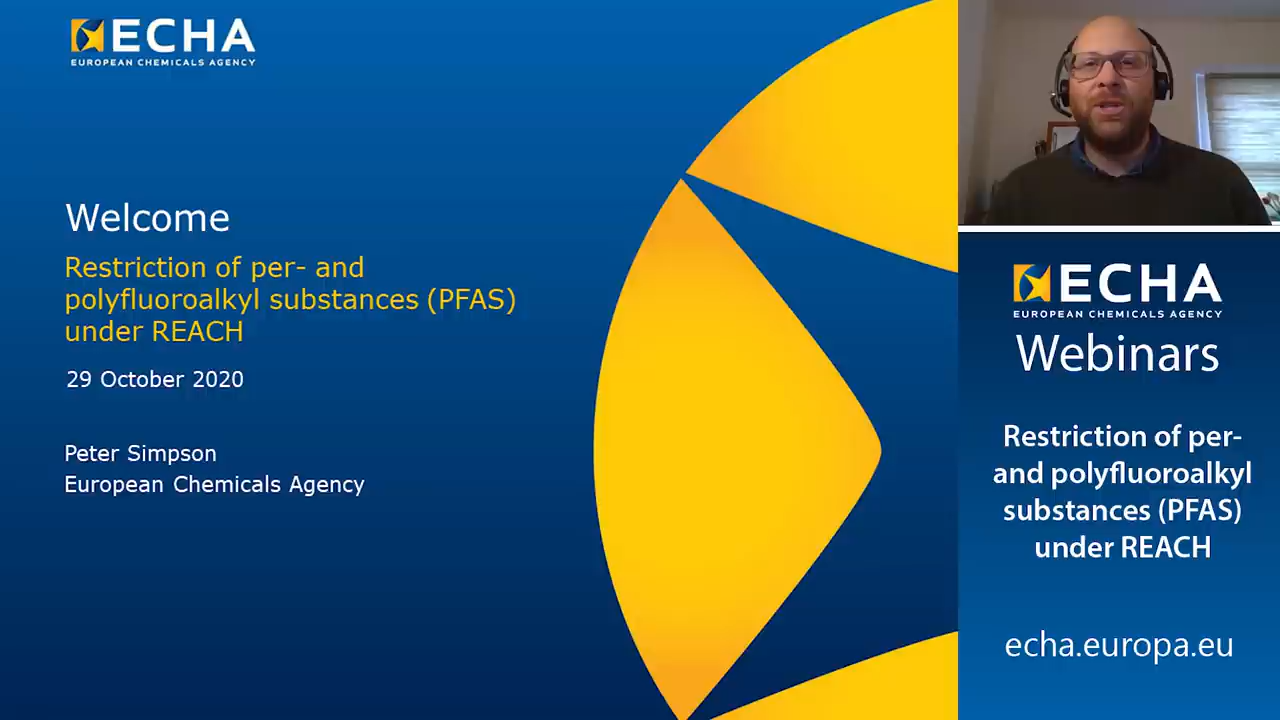 ECHA
EUROPEAN CHEMICALS AGENCY
Welcome
Restriction of per- and
polyfluoroalkyl substances (PFAS)
under REACH
29 October 2020
Peter Simpson
European Chemicals Agency
ECHA
EUROPEAN CHEMICALS AGENCY
Webinars
Restriction of per-
and polyfluoroalkyl
substances (PFAS)
under REACH
echa.europa.eu